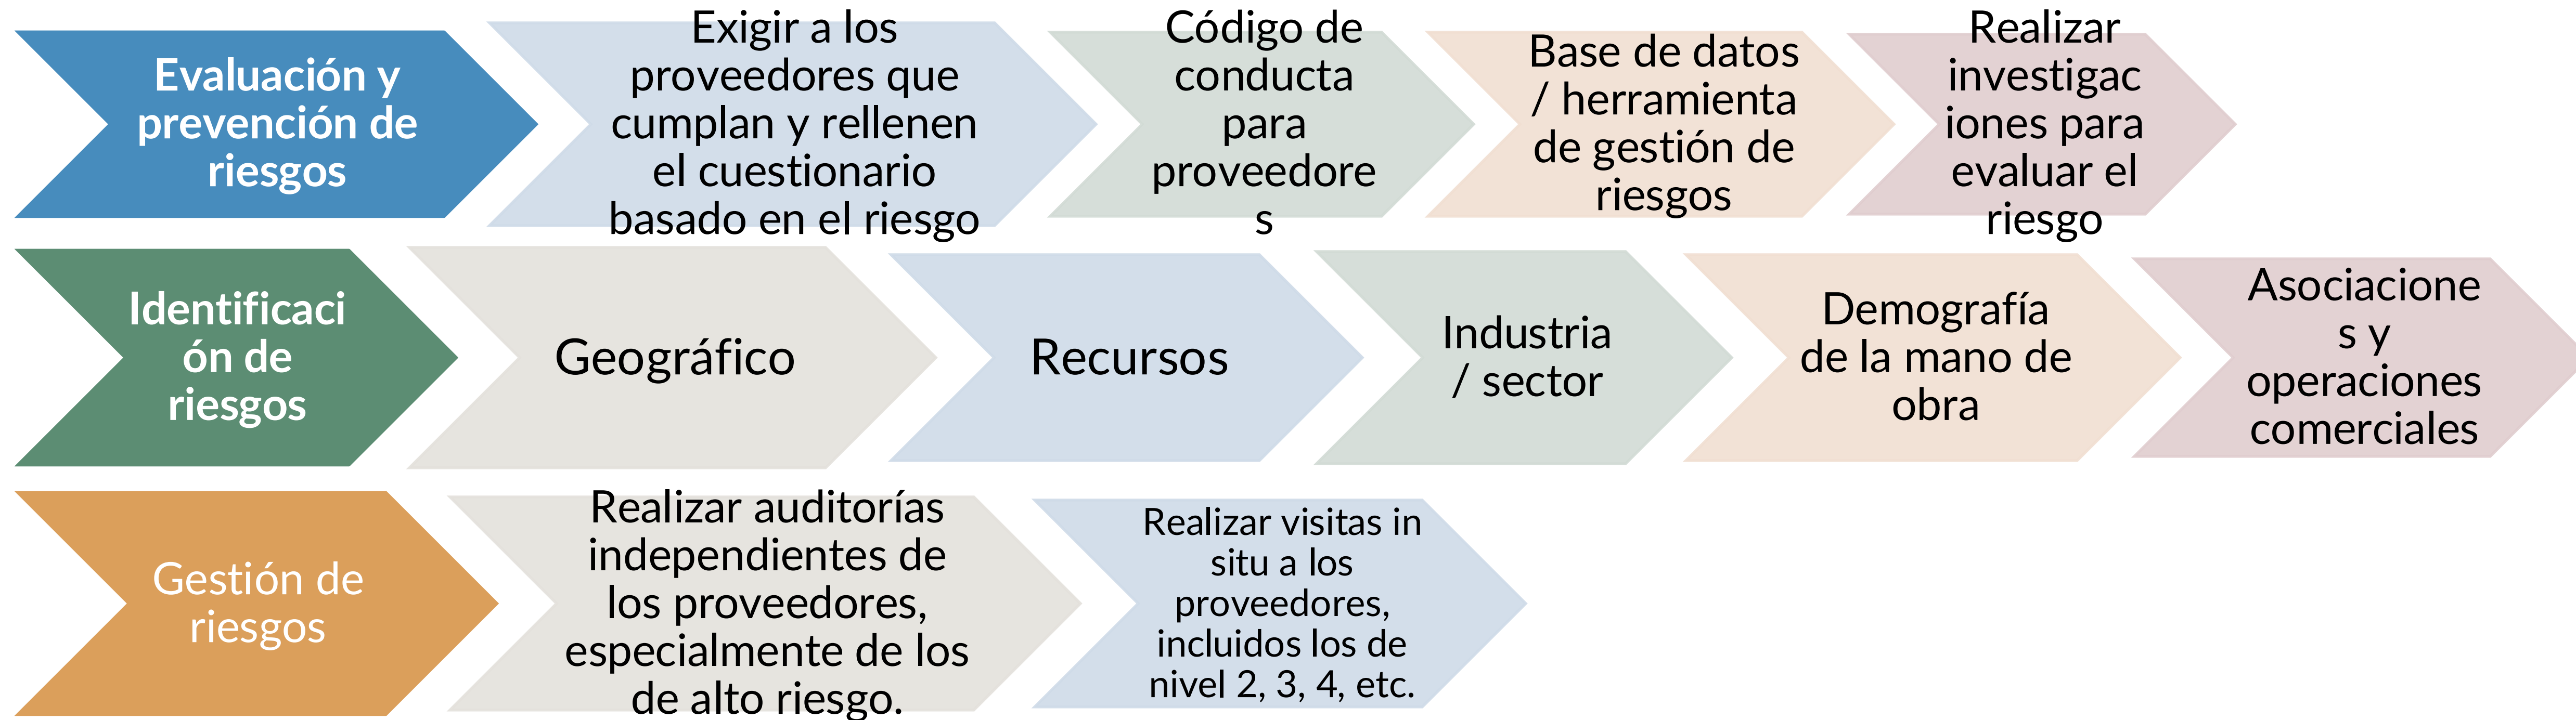 Evaluación y
prevención de
riesgos
Exigir a los
proveedores que
cumplan y rellenen
el cuestionario
basado en el riesgo
Código de
conducta
para
proveedore
s
Base de datos
/ herramienta
de gestión de
riesgos
Realizar
investigac
iones para
evaluar el
riesgo
Identificaci
ón de
riesgos
Geográfico
Recursos
Industria
/ sector
Demografía
de la mano de
obra
Asociacione
s y
operaciones
comerciales
Gestión de
riesgos
Realizar auditorías
independientes de
los proveedores,
especialmente de los
de alto riesgo.
Realizar visitas in
situ a los
proveedores,
incluidos los de
nivel 2, 3, 4, etc.